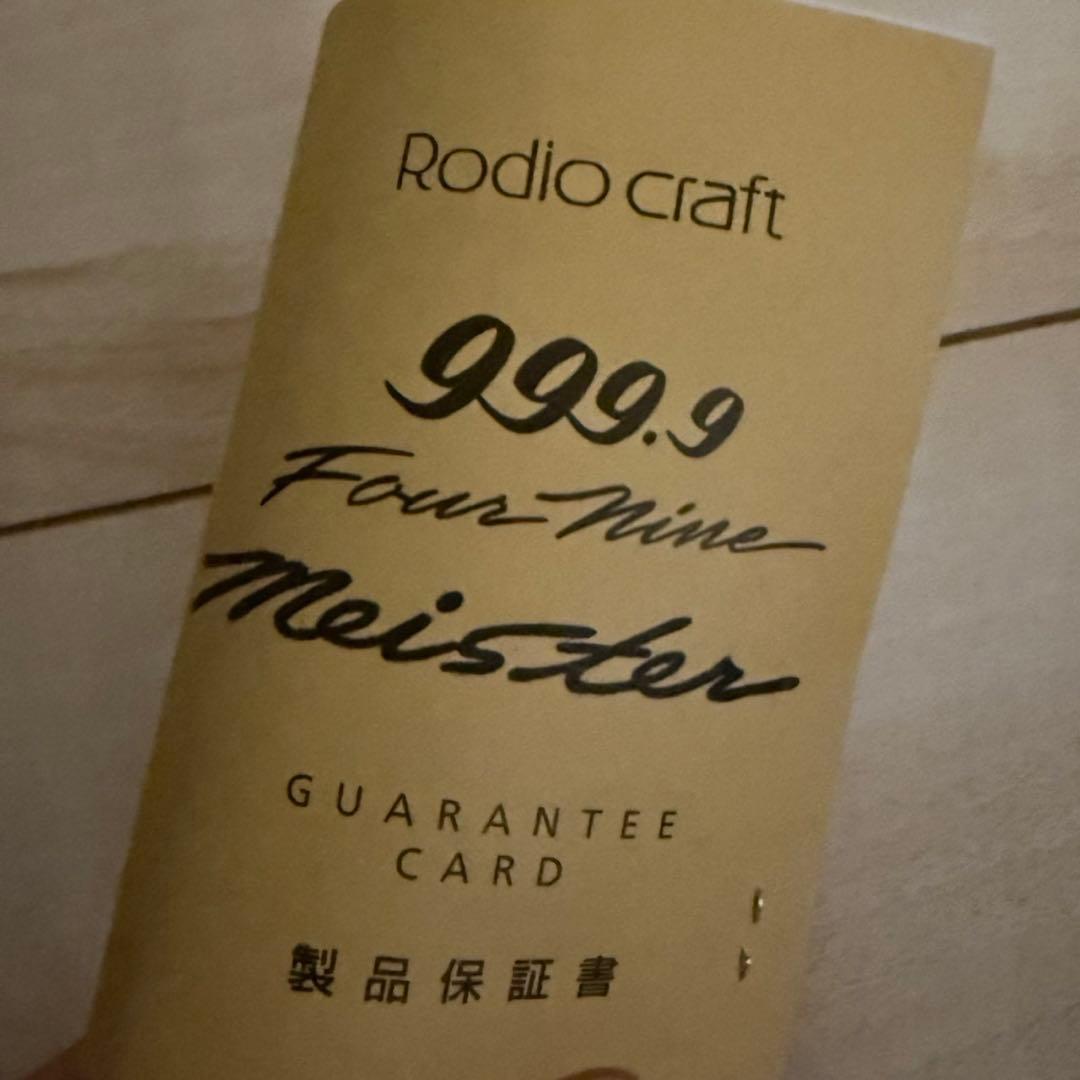 Rodio craft
999.9
Four Nine
Meister
GUARANTEE
CARD
製品保証書